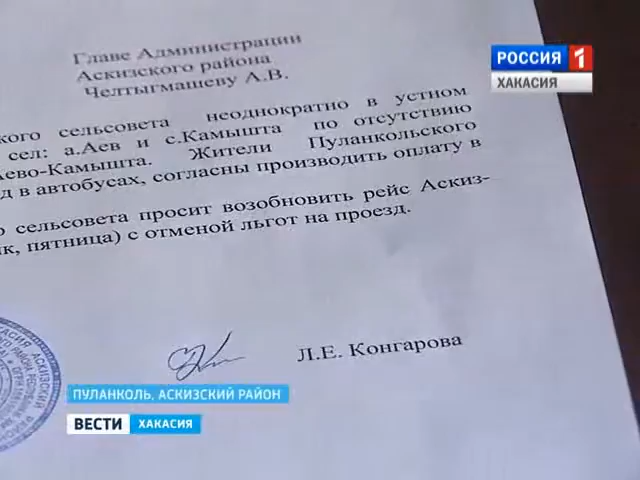 Главе Администрации
Аскизского района
Челтыгмашеву А.В.
РОССИЯ 1
ХАКАСИЯ
кого сельсовета неоднократно в устном
сел: а.Аев и с.Камышта по отсутствию
Аево-Камышта. Жители Пуланкольского
д в автобусах, согласны производить оплату в
о сельсовета просит возобновить рейс Аскиз-
к, пятница) с отменой льгот на проезд.
Л.Е. Конгарова
ПУЛАНКОЛЬ, АСКИЗСКИЙ РАЙОН
ВЕСТИ ХАКАСИЯ